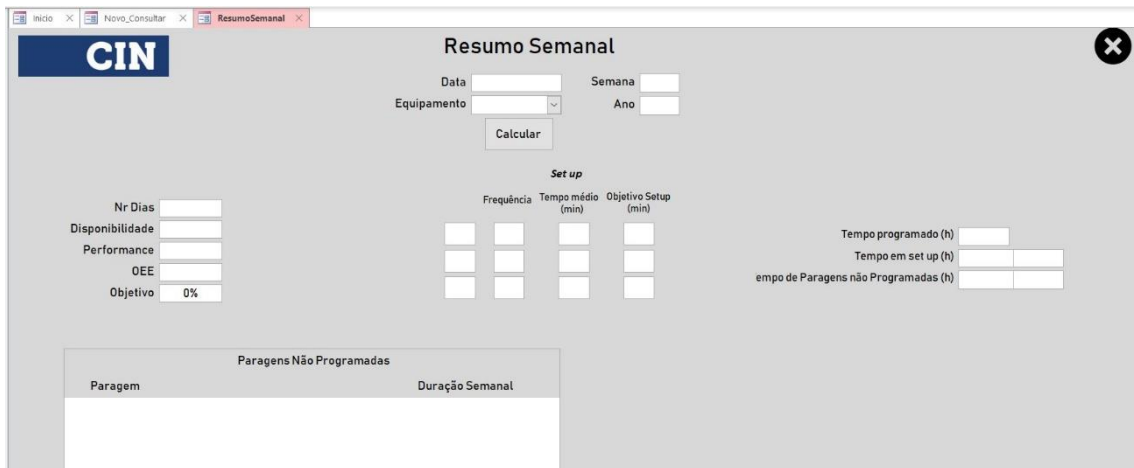 Inicio Novo_Consultar ResumoSemanal
CIN
Resumo Semanal
Data Semana
Equipamento Ano
Calcular
Set up
Frequência Tempo médio (min) Objetivo Setup (min)
Nr Dias
Disponibilidade
Performance
OEE
Objetivo 0%
Tempo programado (h)
Tempo em set up (h)
empo de Paragens não Programadas (h)
Paragens Não Programadas
Paragem Duração Semanal